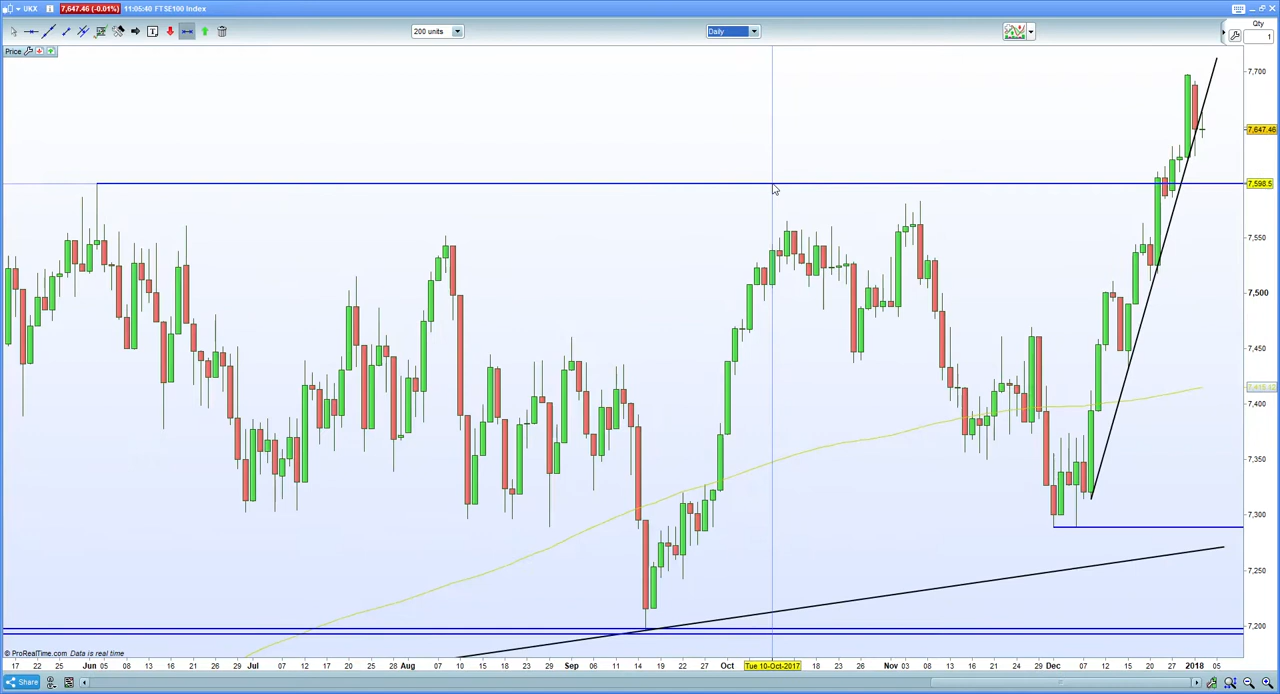 UKX 7,647.46 (-0.01%) 11:05:40 FTSE100 Index
200 units Daily Qty
1
Price
7,700
7,647.46
7,598.5
7,550
7,500
7,450
7,400
7,350
7,300
7,250
7,200
© ProRealTime.com Data is real time
17 22 25 Jun 05 08 13 16 21 26 29 Jul 07 12 17 20 25 28 Aug 07 10 15 18 23 28 Sep 06 11 14 19 22 27 Oct Tue 10-Oct-2017 18 23 26 Nov 03 08 13 16 21 24 29 Dec 07 12 15 20 27 2018 05
Share